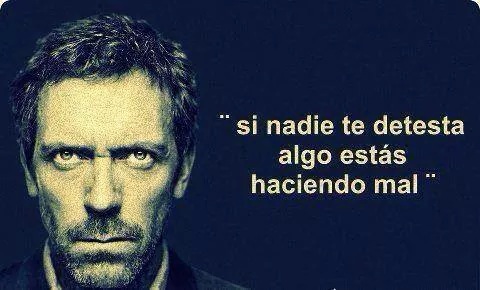 ¨ si nadie te detesta
algo estás
haciendo mal ¨